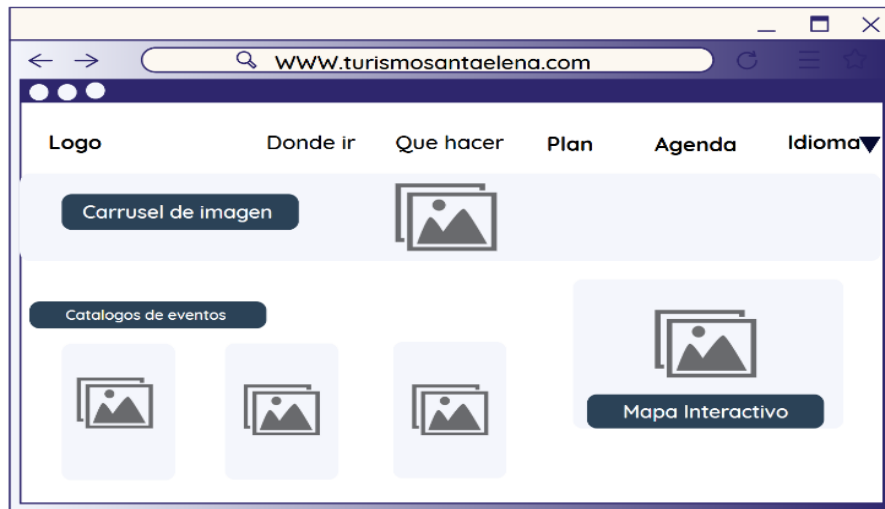 www.turismosantaelena.com
Logo Donde ir Que hacer Plan Agenda Idioma
Carrusel de imagen
Catalogos de eventos
Mapa Interactivo